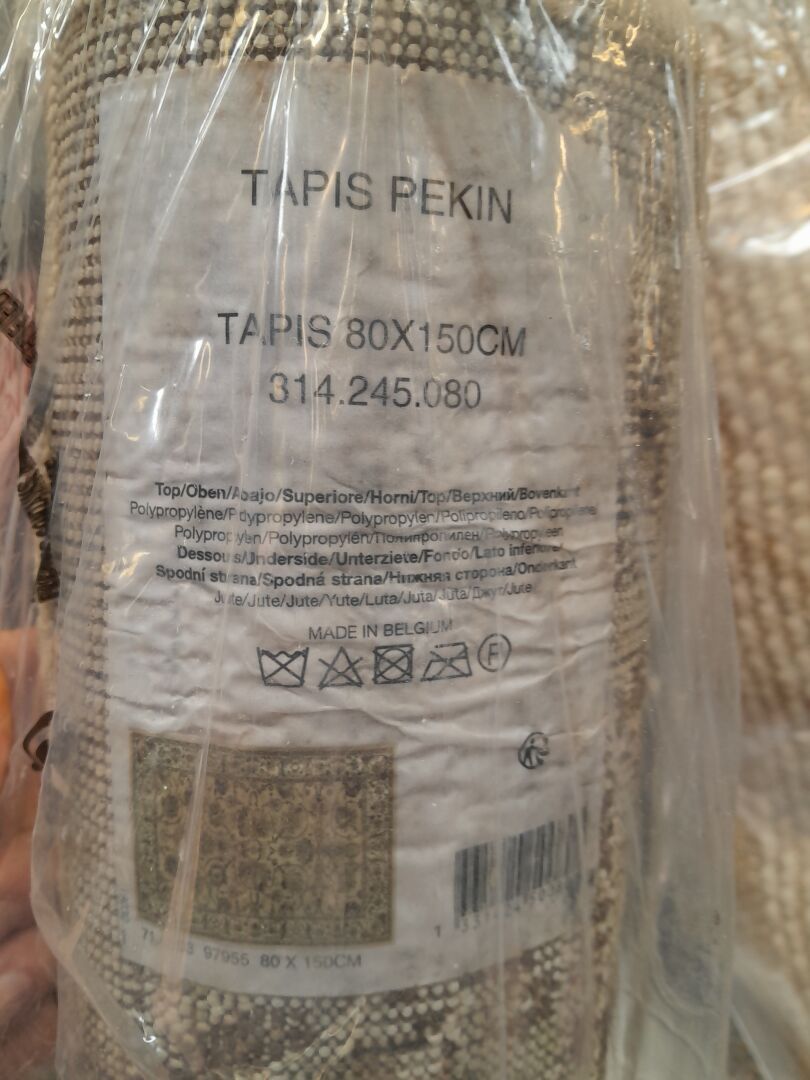 TAPIS PEKIN
TAPIS 80X150CM
314.245.080
Top/Oben/Abajo/Superiore/Horni/Top/Верхний/Bovenkant
Polypropylène/Polypropylene/Polypropylen/Polipropileno/Polipropilene
Polypropylen/Polypropylén/Полипропилен/Polypropyleen
Dessous/Underside/Unterziete/Fondo/Lato inferiore/
Spodní strana/Spodná strana/Нижняя сторона/Onderkant
Jute/Jute/Jute/Yute/Luta/Juta/Juta/Джут/Jute
MADE IN BELGIUM
F
97955 80 X 150CM